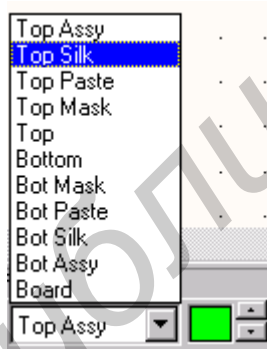 Top Assy
Top Silk
Top Paste
Top Mask
Top
Bottom
Bot Mask
Bot Paste
Bot Silk
Bot Assy
Board
Top Assy